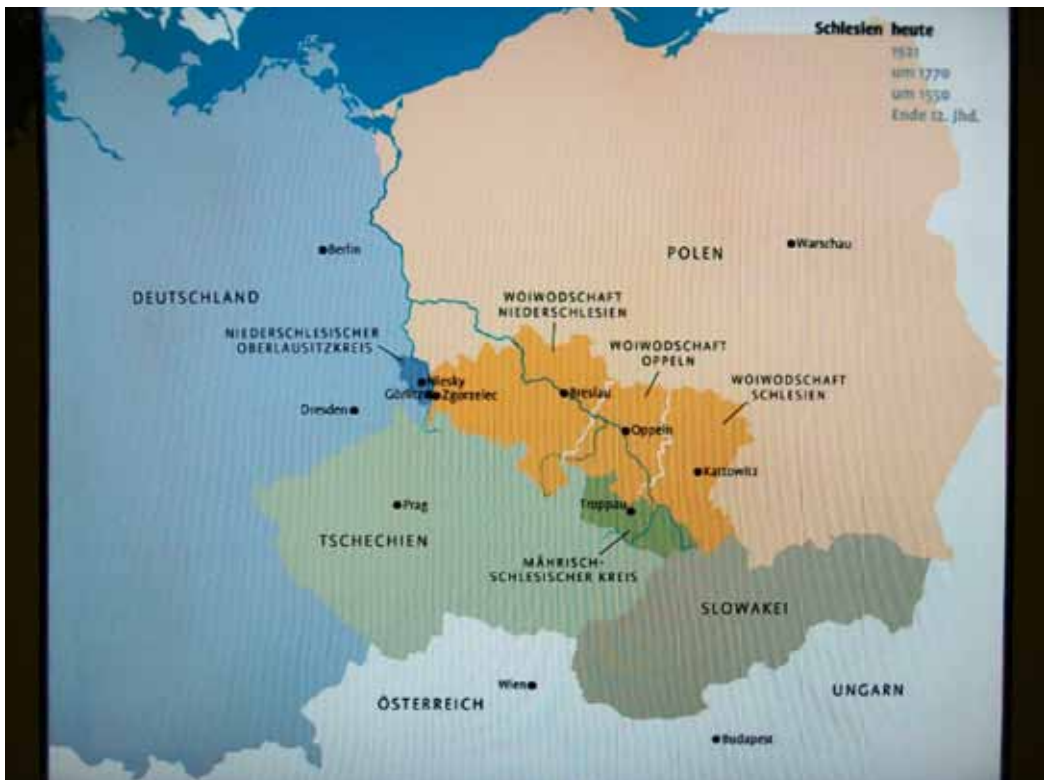 Schlesien heute
1921
um 1770
um 1550
Ende 12. Jhd.
Berlin
Warschau
POLEN
DEUTSCHLAND
WOIWODSCHAFT
NIEDERSCHLESIEN
NIEDERSCHLESISCHER
OBERLAUSITZKREIS
WOIWODSCHAFT
OPPELN
WOIWODSCHAFT
SCHLESIEN
Niesky
Görlitz
Zgorzelec
Breslau
Dresden
Oppeln
Kattowitz
Prag
Troppau
TSCHECHIEN
MÄHRISCH-
SCHLESISCHER KREIS
SLOWAKEI
Wien
UNGARN
ÖSTERREICH
Budapest